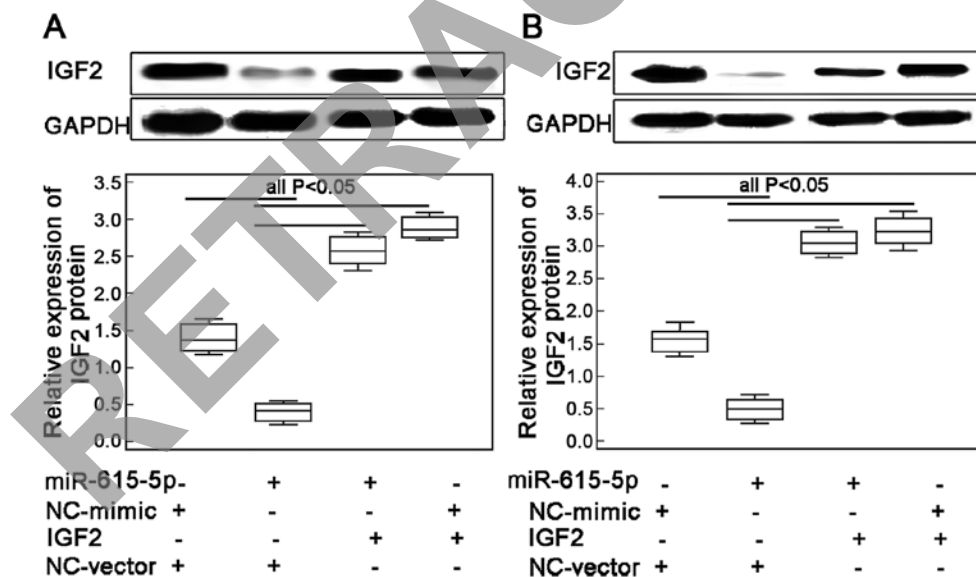 A
IGF2
GAPDH
Relative expression of
IGF2 protein
3.5
3.0
2.5
2.0
1.5
1.0
0.5
0.0
all P<0.05
miR-615-5p - + + -
NC-mimic + - - +
IGF2 - - + +
NC-vector + + - -
B
IGF2
GAPDH
Relative expression of
IGF2 protein
4.0
3.5
3.0
2.5
2.0
1.5
1.0
0.5
0.0
all P<0.05
miR-615-5p - + + -
NC-mimic + - - +
IGF2 - - + +
NC-vector + + - -